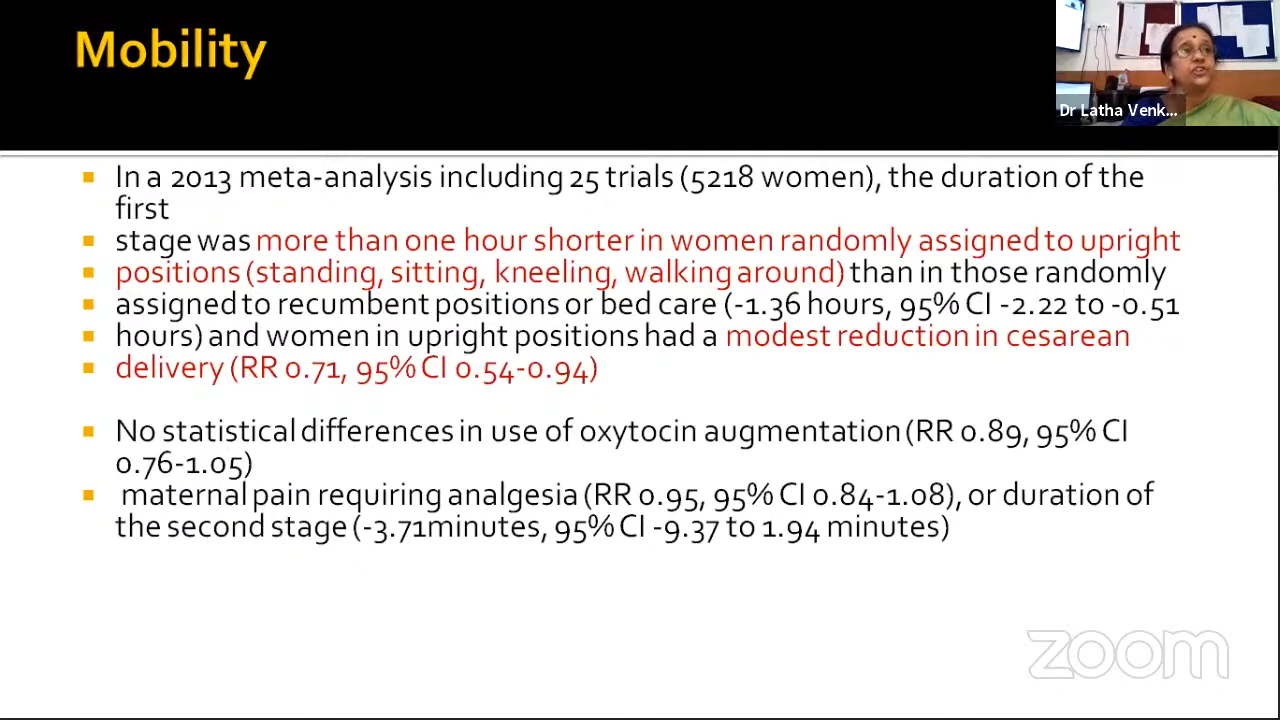 Mobility
Dr Latha Venk...
In a 2013 meta-analysis including 25 trials (5218 women), the duration of the
first
stage was more than one hour shorter in women randomly assigned to upright
positions (standing, sitting, kneeling, walking around) than in those randomly
assigned to recumbent positions or bed care (-1.36 hours, 95% CI -2.22 to -0.51
hours) and women in upright positions had a modest reduction in cesarean
delivery (RR 0.71, 95% CI 0.54-0.94)
No statistical differences in use of oxytocin augmentation (RR 0.89, 95% CI
0.76-1.05)
maternal pain requiring analgesia (RR 0.95, 95% CI 0.84-1.08), or duration of
the second stage (-3.71minutes, 95% CI -9.37 to 1.94 minutes)
zoom